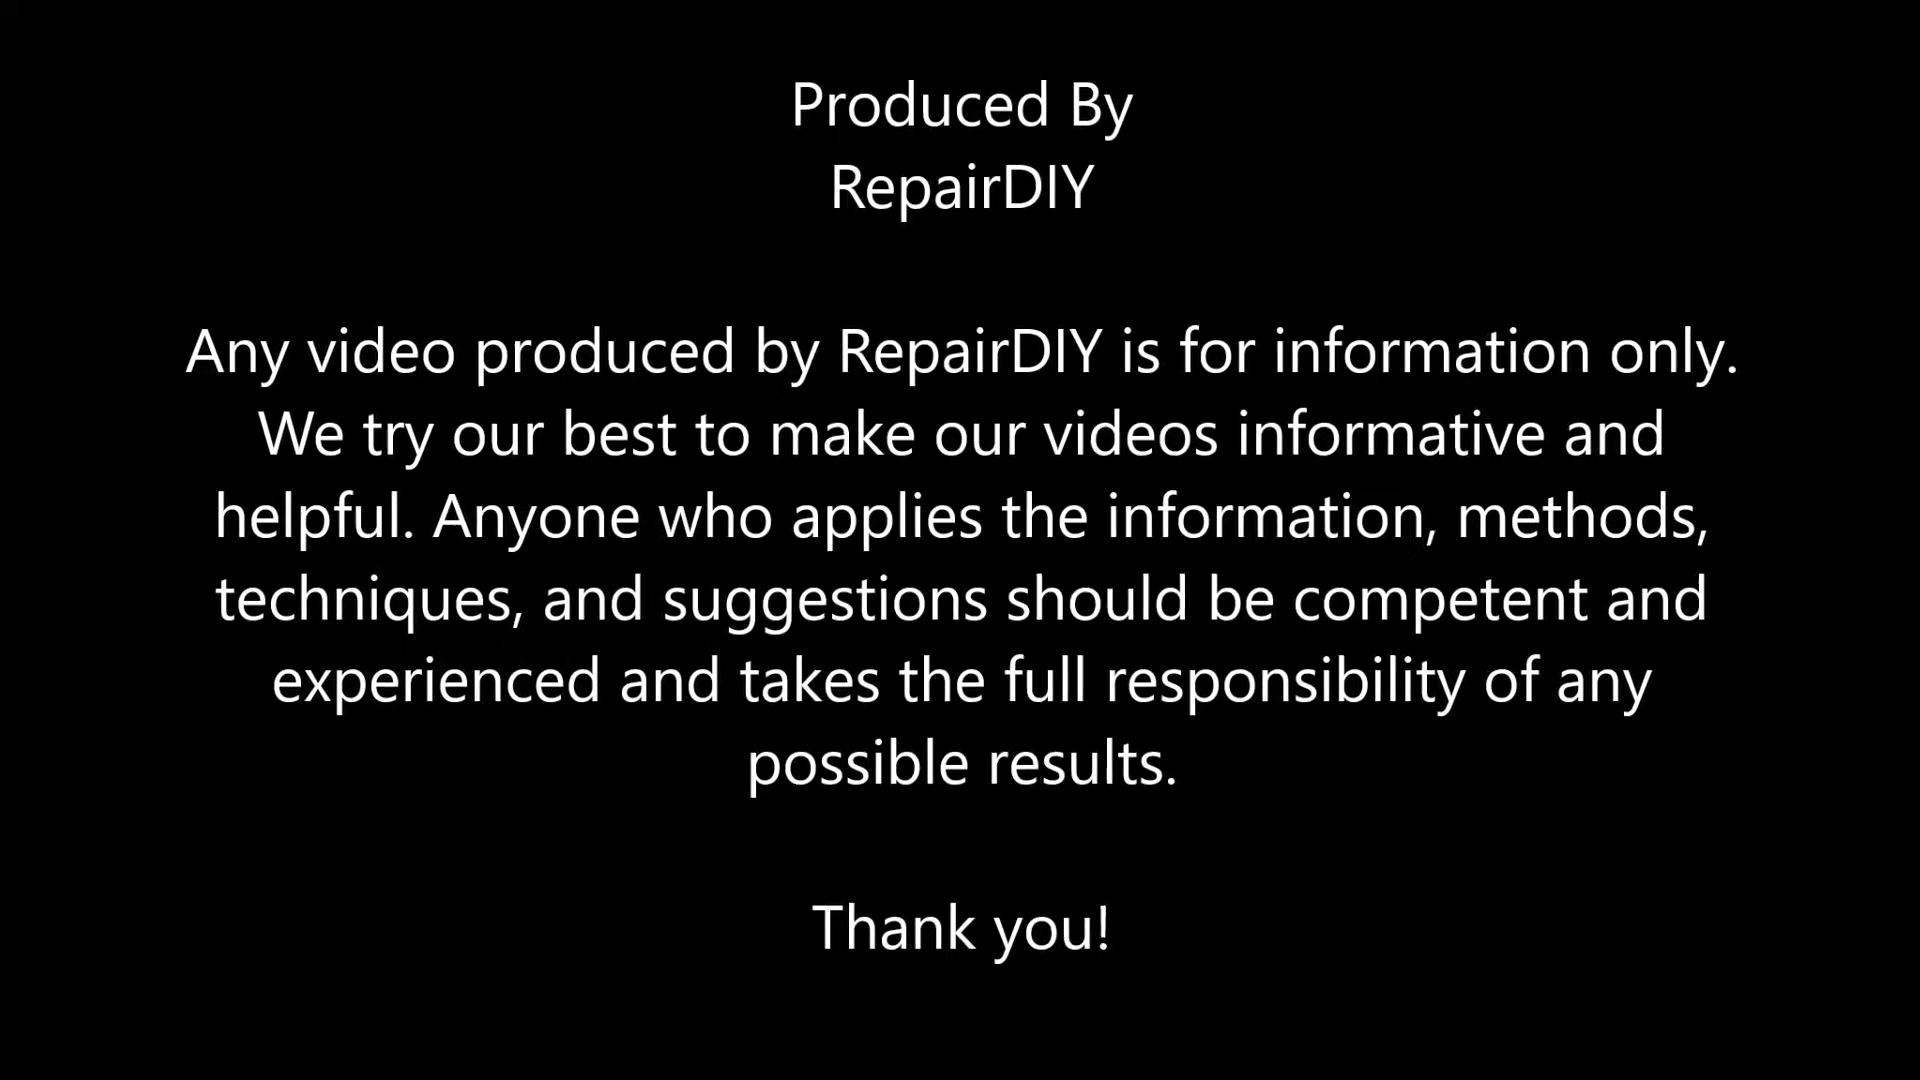 Produced By
RepairDIY
Any video produced by RepairDIY is for information only.
We try our best to make our videos informative and
helpful. Anyone who applies the information, methods,
techniques, and suggestions should be competent and
experienced and takes the full responsibility of any
possible results.
Thank you!